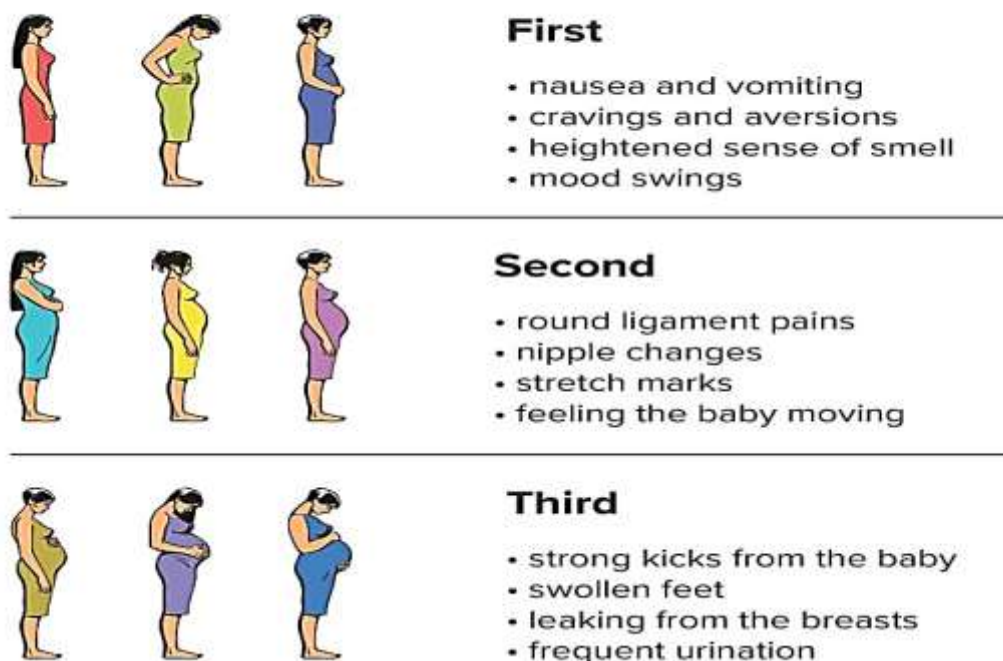 First
• nausea and vomiting
• cravings and aversions
• heightened sense of smell
• mood swings
Second
• round ligament pains
• nipple changes
• stretch marks
• feeling the baby moving
Third
• strong kicks from the baby
• swollen feet
• leaking from the breasts
• frequent urination